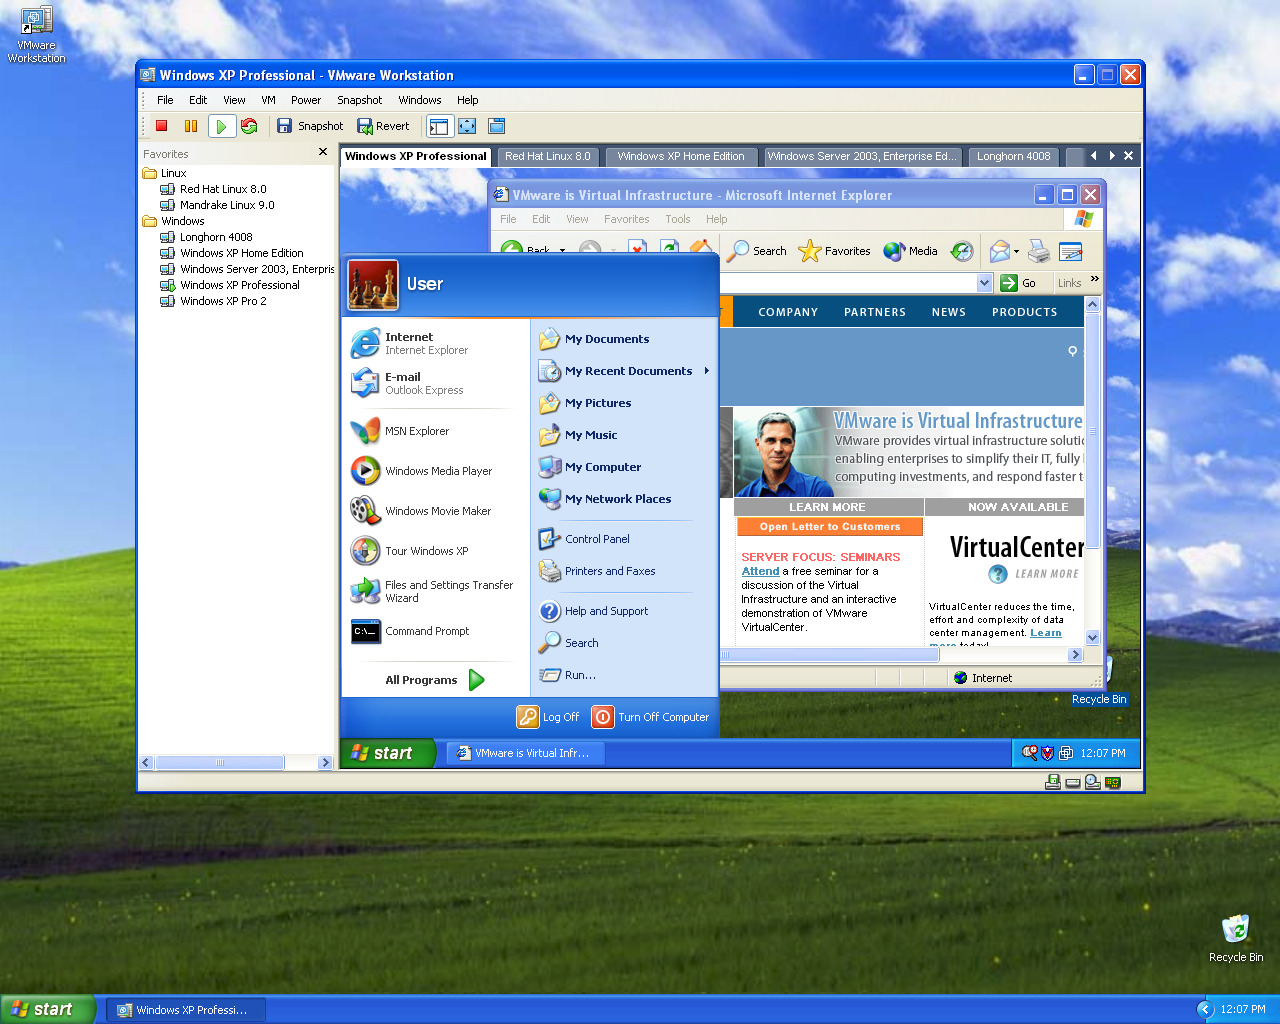 VMware
Workstation
Windows XP Professional - VMware Workstation
File Edit View VM Power Snapshot Windows Help
Snapshot Revert
Favorites
Linux
Red Hat Linux 8.0
Mandrake Linux 9.0
Windows
Longhorn 4008
Windows XP Home Edition
Windows Server 2003, Enterpris
Windows XP Professional
Windows XP Pro 2
Windows XP Professional Red Hat Linux 8.0 Windows XP Home Edition Windows Server 2003, Enterprise Ed... Longhorn 4008
VMware is Virtual Infrastructure - Microsoft Internet Explorer
File Edit View Favorites Tools Help
Back Search Favorites Media
Go Links
COMPANY PARTNERS NEWS PRODUCTS
VMware is Virtual Infrastructure
VMware provides virtual infrastructure solutio
enabling enterprises to simplify their IT, fully
computing investments, and respond faster t
LEARN MORE
Open Letter to Customers
SERVER FOCUS: SEMINARS
Attend a free seminar for a
discussion of the Virtual
Infrastructure and an interactive
demonstration of VMware
VirtualCenter.
NOW AVAILABLE
VirtualCenter
? LEARN MORE
VirtualCenter reduces the time,
effort and complexity of data
center management. Learn
more today!
Internet
User
Internet
Internet Explorer
E-mail
Outlook Express
MSN Explorer
Windows Media Player
Windows Movie Maker
Tour Windows XP
Files and Settings Transfer
Wizard
C:\_
Command Prompt
All Programs
My Documents
My Recent Documents
My Pictures
My Music
My Computer
My Network Places
Control Panel
Printers and Faxes
Help and Support
Search
Run...
Log Off Turn Off Computer
Recycle Bin
start VMware is Virtual Infr... 12:07 PM
Recycle Bin
start Windows XP Professi... 12:07 PM